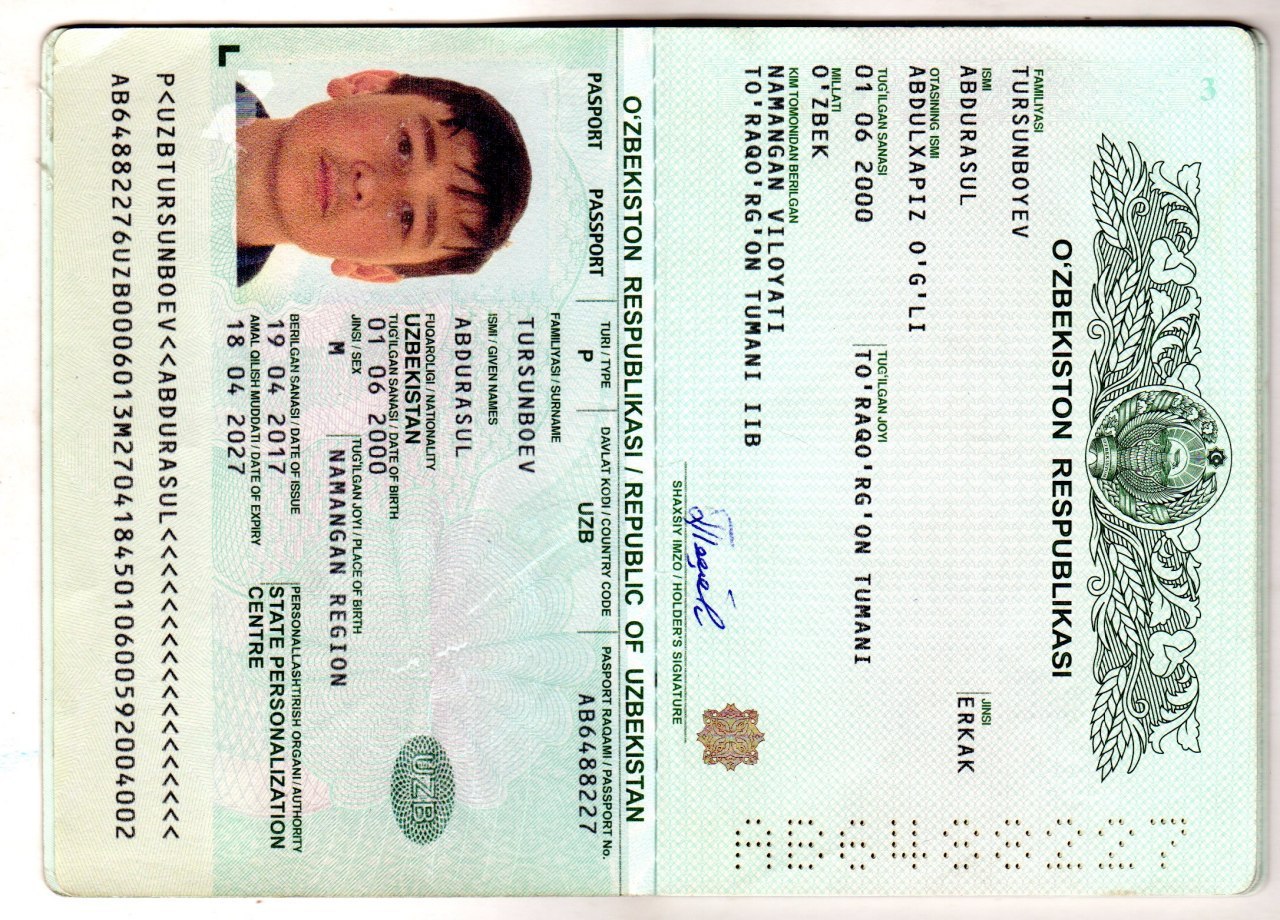 3
O‘ZBEKISTON RESPUBLIKASI
FAMILIYASI
TURSUNBOYEV
ISMI
JINSI
ABDURASUL
ERKAK
OTASINING ISMI
ABDULXAPIZ O'G'LI
TUG‘ILGAN SANASI
TUG‘ILGAN JOYI
01 06 2000
TO'RAQO'RG'ON TUMANI
MILLATI
O'ZBEK
KIM TOMONIDAN BERILGAN
NAMANGAN VILOYATI
TO'RAQO'RG'ON TUMANI IIB
SHAXSIY IMZO / HOLDER'S SIGNATURE
AB6488227
O‘ZBEKISTON RESPUBLIKASI / REPUBLIC OF UZBEKISTAN
PASPORT PASSPORT
TURI / TYPE
DAVLAT KODI / COUNTRY CODE
PASPORT RAQAMI / PASSPORT No.
P
UZB
AB6488227
FAMILIYASI / SURNAME
TURSUNBOEV
ISMI / GIVEN NAMES
ABDURASUL
FUQAROLIGI / NATIONALITY
UZBEKISTAN
TUG‘ILGAN SANASI / DATE OF BIRTH
01 06 2000
JINSI / SEX
TUG‘ILGAN JOYI / PLACE OF BIRTH
M
NAMANGAN REGION
BERILGAN SANASI / DATE OF ISSUE
PERSONALLASHTIRISH ORGANI / AUTHORITY
19 04 2017
STATE PERSONALIZATION
AMAL QILISH MUDDATI / DATE OF EXPIRY
CENTRE
18 04 2027
UZB
P<UZBTURSUNBOEV<<ABDURASUL<<<<<<<<<<<<<<<<<<
AB64882276UZB0006013M27041845010600592004002